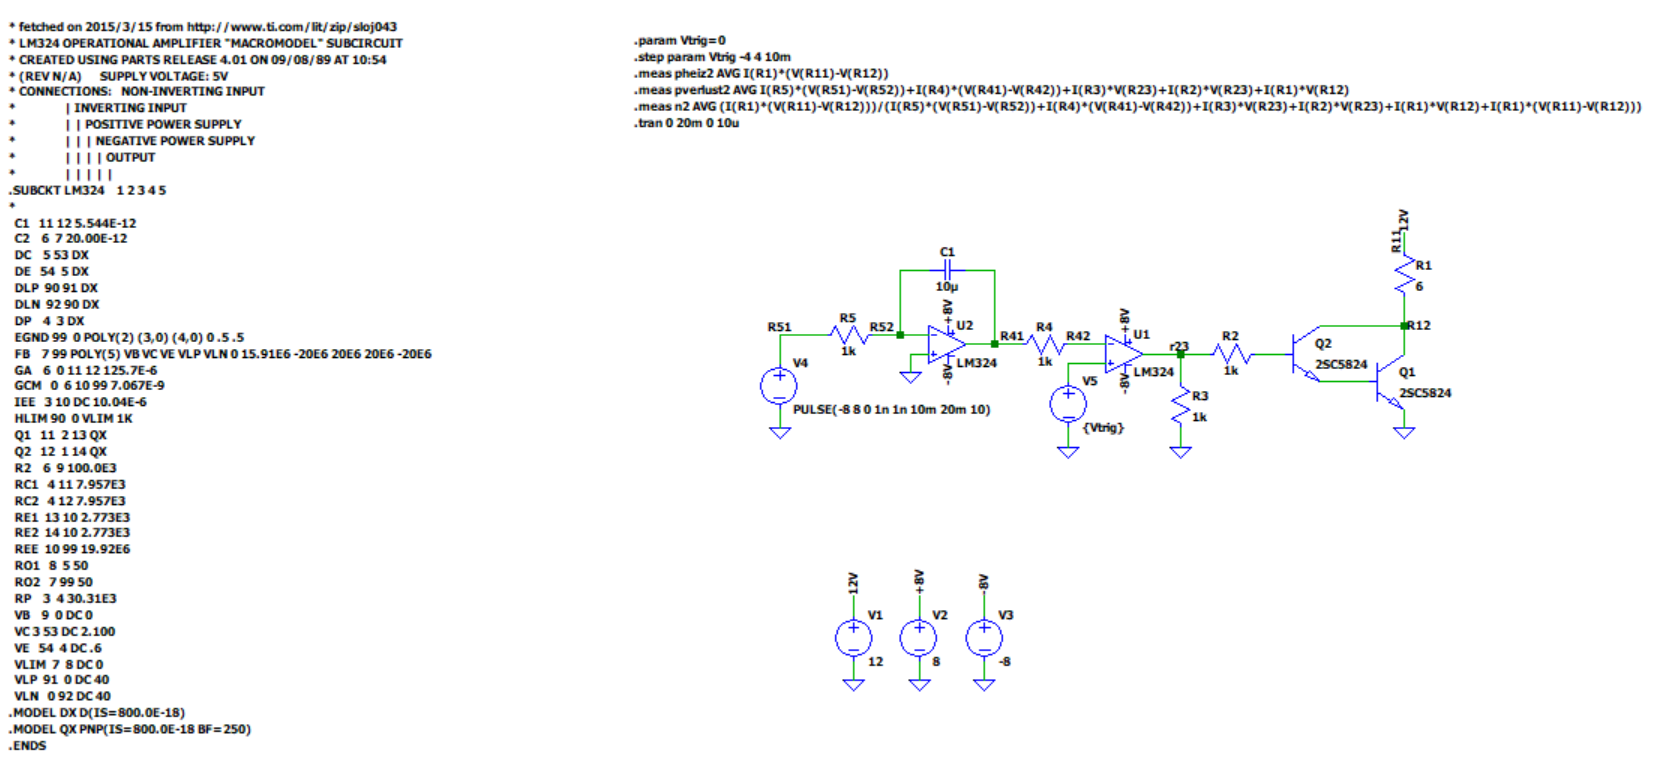 * fetched on 2015/3/15 from http://www.ti.com/lit/zip/sloj043
* LM324 OPERATIONAL AMPLIFIER "MACROMODEL" SUBCIRCUIT
* CREATED USING PARTS RELEASE 4.01 ON 09/08/89 AT 10:54
* (REV N/A) SUPPLY VOLTAGE: 5V
* CONNECTIONS: NON-INVERTING INPUT
* | INVERTING INPUT
* | | POSITIVE POWER SUPPLY
* | | | NEGATIVE POWER SUPPLY
* | | | | OUTPUT
* | | | | |
.SUBCKT LM324 1 2 3 4 5
*
C1 11 12 5.544E-12
C2 6 7 20.00E-12
DC 5 53 DX
DE 54 5 DX
DLP 90 91 DX
DLN 92 90 DX
DP 4 3 DX
EGND 99 0 POLY(2) (3,0) (4,0) 0 .5 .5
FB 7 99 POLY(5) VB VC VE VLP VLN 0 15.91E6 -20E6 20E6 20E6 -20E6
GA 6 0 11 12 125.7E-6
GCM 0 6 10 99 7.067E-9
IEE 3 10 DC 10.04E-6
HLIM 90 0 VLIM 1K
Q1 11 2 13 QX
Q2 12 1 14 QX
R2 6 9 100.0E3
RC1 4 11 7.957E3
RC2 4 12 7.957E3
RE1 13 10 2.773E3
RE2 14 10 2.773E3
REE 10 99 19.92E6
RO1 8 5 50
RO2 7 99 50
RP 3 4 30.31E3
VB 9 0 DC 0
VC 3 53 DC 2.100
VE 54 4 DC .6
VLIM 7 8 DC 0
VLP 91 0 DC 40
VLN 0 92 DC 40
.MODEL DX D(IS=800.0E-18)
.MODEL QX PNP(IS=800.0E-18 BF=250)
.ENDS
.param Vtrig=0
.step param Vtrig -4 4 10m
.meas pheiz2 AVG I(R1)*(V(R11)-V(R12))
.meas pverlust2 AVG I(R5)*(V(R51)-V(R52))+I(R4)*(V(R41)-V(R42))+I(R3)*V(R23)+I(R2)*V(R23)+I(R1)*V(R12)
.meas n2 AVG (I(R1)*(V(R11)-V(R12)))/(I(R5)*(V(R51)-V(R52))+I(R4)*(V(R41)-V(R42))+I(R3)*V(R23)+I(R2)*V(R23)+I(R1)*V(R12)+I(R1)*(V(R11)-V(R12)))
.tran 0 20m 0 10u
R51
V4
PULSE(-8 8 0 1n 1n 10m 20m 10)
R5
1k
R52
C1
10µ
+8V
U2
LM324
-8V
R41
R4
1k
R42
+8V
U1
LM324
-8V
V5
{Vtrig}
r23
R3
1k
R2
1k
Q2
2SC5824
Q1
2SC5824
12V
R11
R1
6
R12
12V
V1
12
+8V
V2
8
-8V
V3
-8